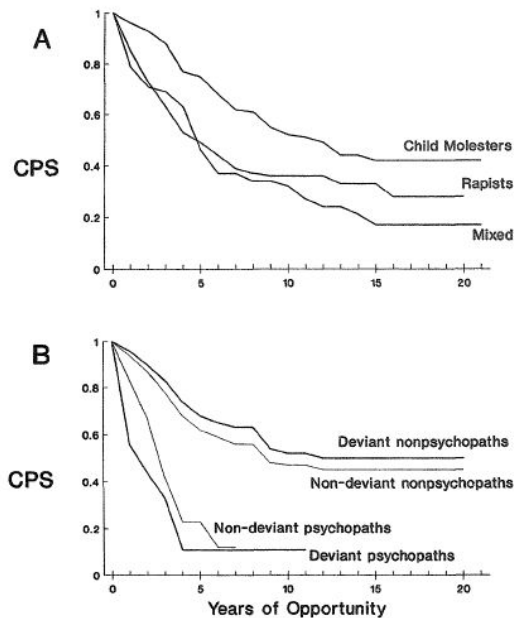 A
CPS
1
0.8
0.6
0.4
0.2
0
Child Molesters
Rapists
Mixed
0 5 10 15 20
B
CPS
1
0.8
0.6
0.4
0.2
0
Deviant nonpsychopaths
Non-deviant nonpsychopaths
Non-deviant psychopaths
Deviant psychopaths
0 5 10 15 20
Years of Opportunity